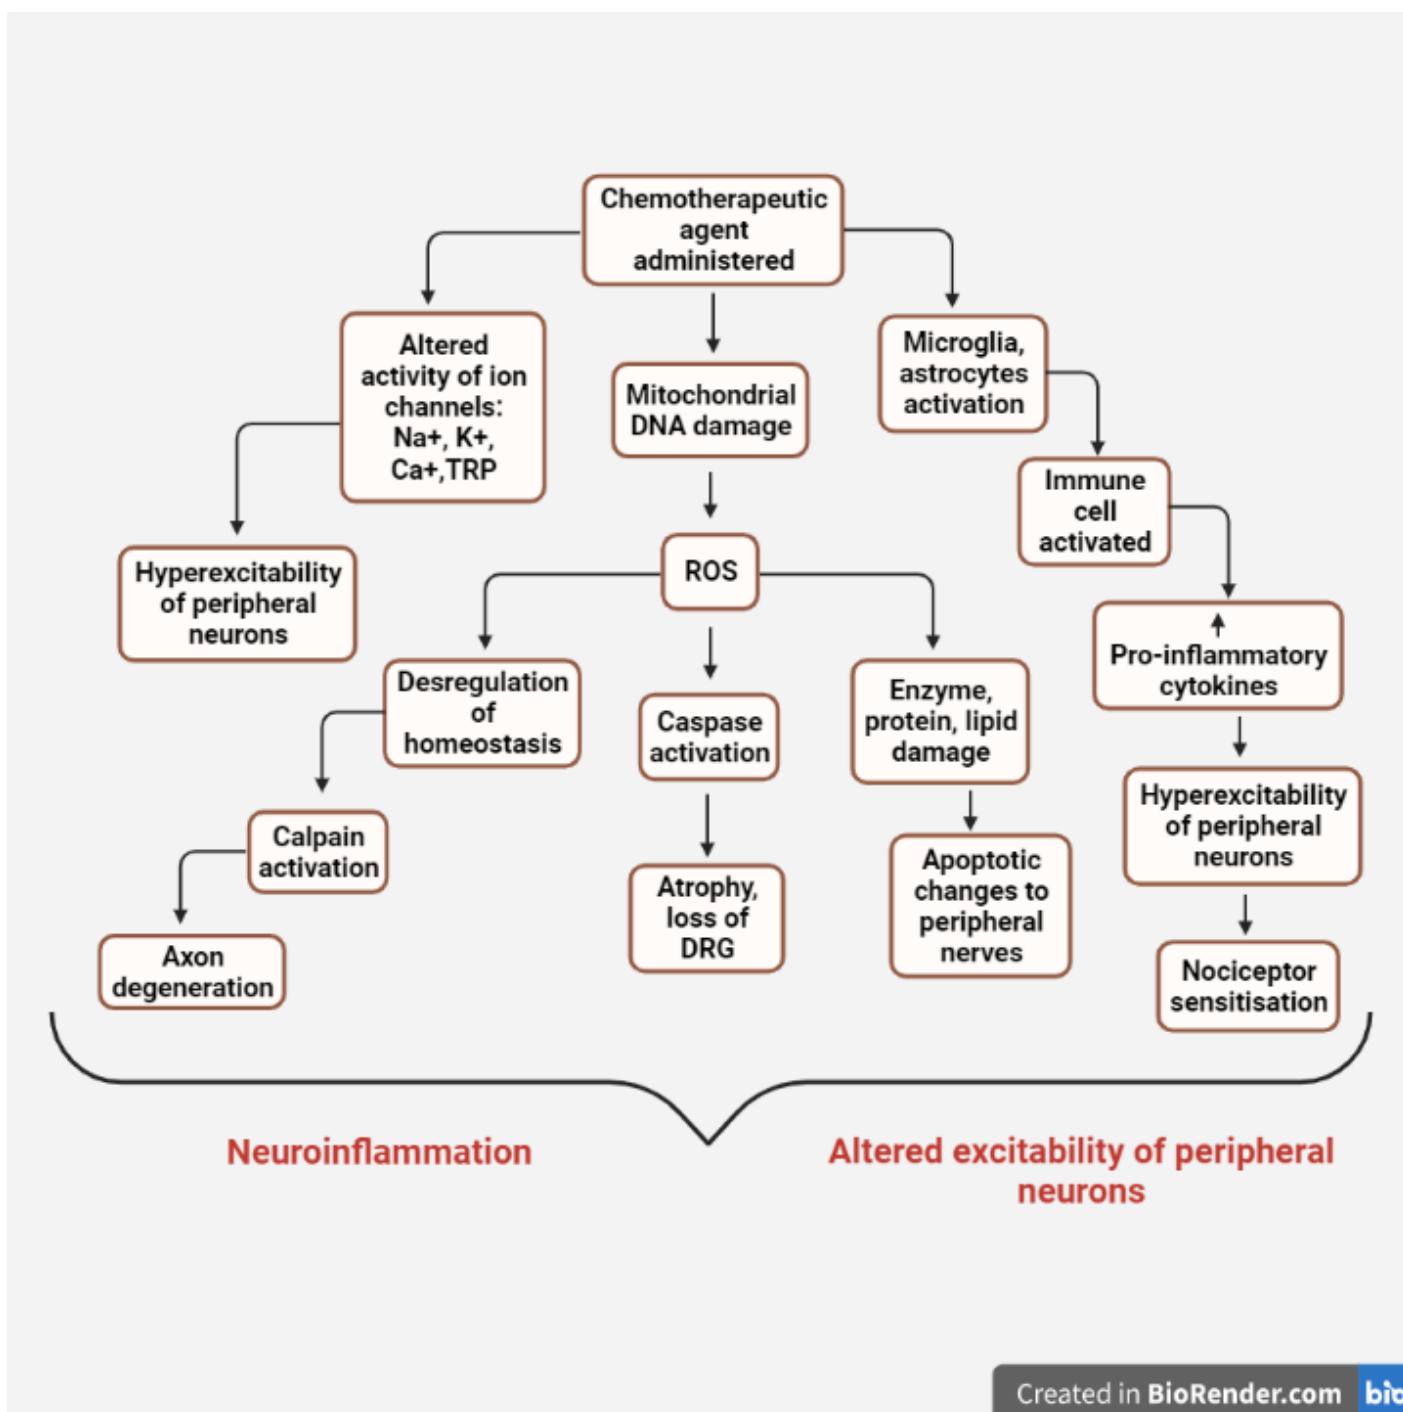 Chemotherapeutic
agent
administered
Altered
activity of ion
channels:
Na+, K+,
Ca+,TRP
Mitochondrial
DNA damage
Microglia,
astrocytes
activation
Immune
cell
activated
Hyperexcitability
of peripheral
neurons
ROS
Pro-inflammatory
cytokines
Desregulation
of
homeostasis
Caspase
activation
Enzyme,
protein, lipid
damage
Hyperexcitability
of peripheral
neurons
Calpain
activation
Atrophy,
loss of
DRG
Apoptotic
changes to
peripheral
nerves
Axon
degeneration
Nociceptor
sensitisation
Neuroinflammation
Altered excitability of peripheral
neurons
Created in BioRender.com bio